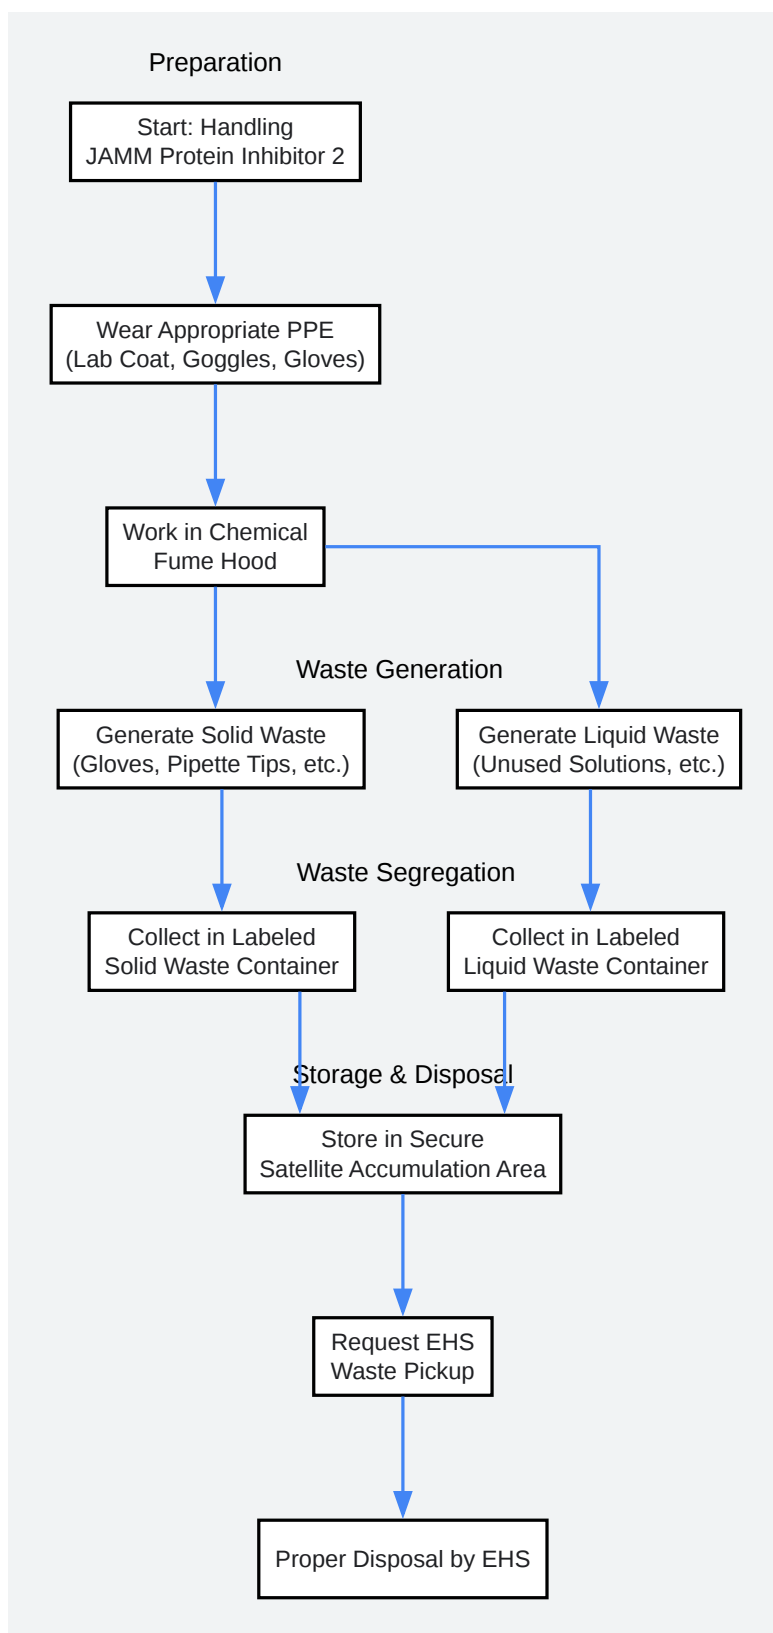 Preparation
Start: Handling
JAMM Protein Inhibitor 2
Wear Appropriate PPE
(Lab Coat, Goggles, Gloves)
Work in Chemical
Fume Hood
Waste Generation
Generate Solid Waste
(Gloves, Pipette Tips, etc.)
Generate Liquid Waste
(Unused Solutions, etc.)
Waste Segregation
Collect in Labeled
Solid Waste Container
Collect in Labeled
Liquid Waste Container
Storage & Disposal
Store in Secure
Satellite Accumulation Area
Request EHS
Waste Pickup
Proper Disposal by EHS